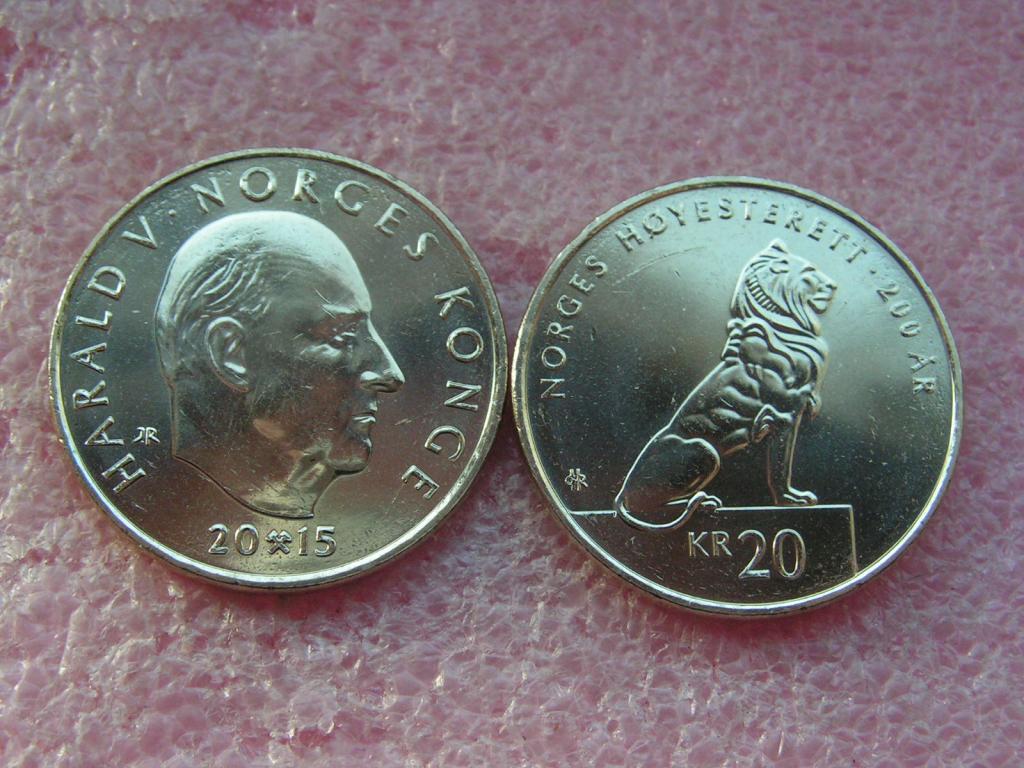 HARALD V · NORGES KONGE
JR
20 15
NORGES HØYESTERETT · 200 ÅR
KR 20